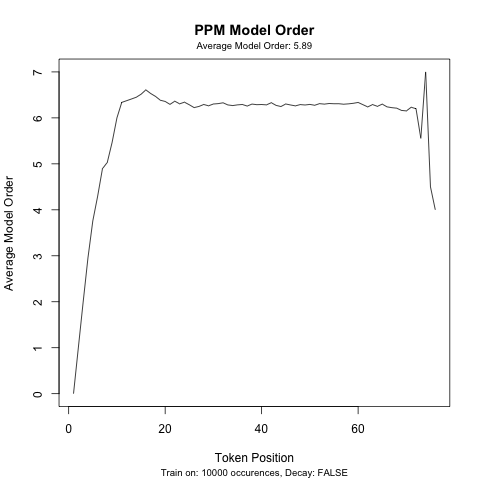 PPM Model Order
Average Model Order: 5.89
Average Model Order
7
6
5
4
3
2
1
0
0 20 40 60
Token Position
Train on: 10000 occurences, Decay: FALSE